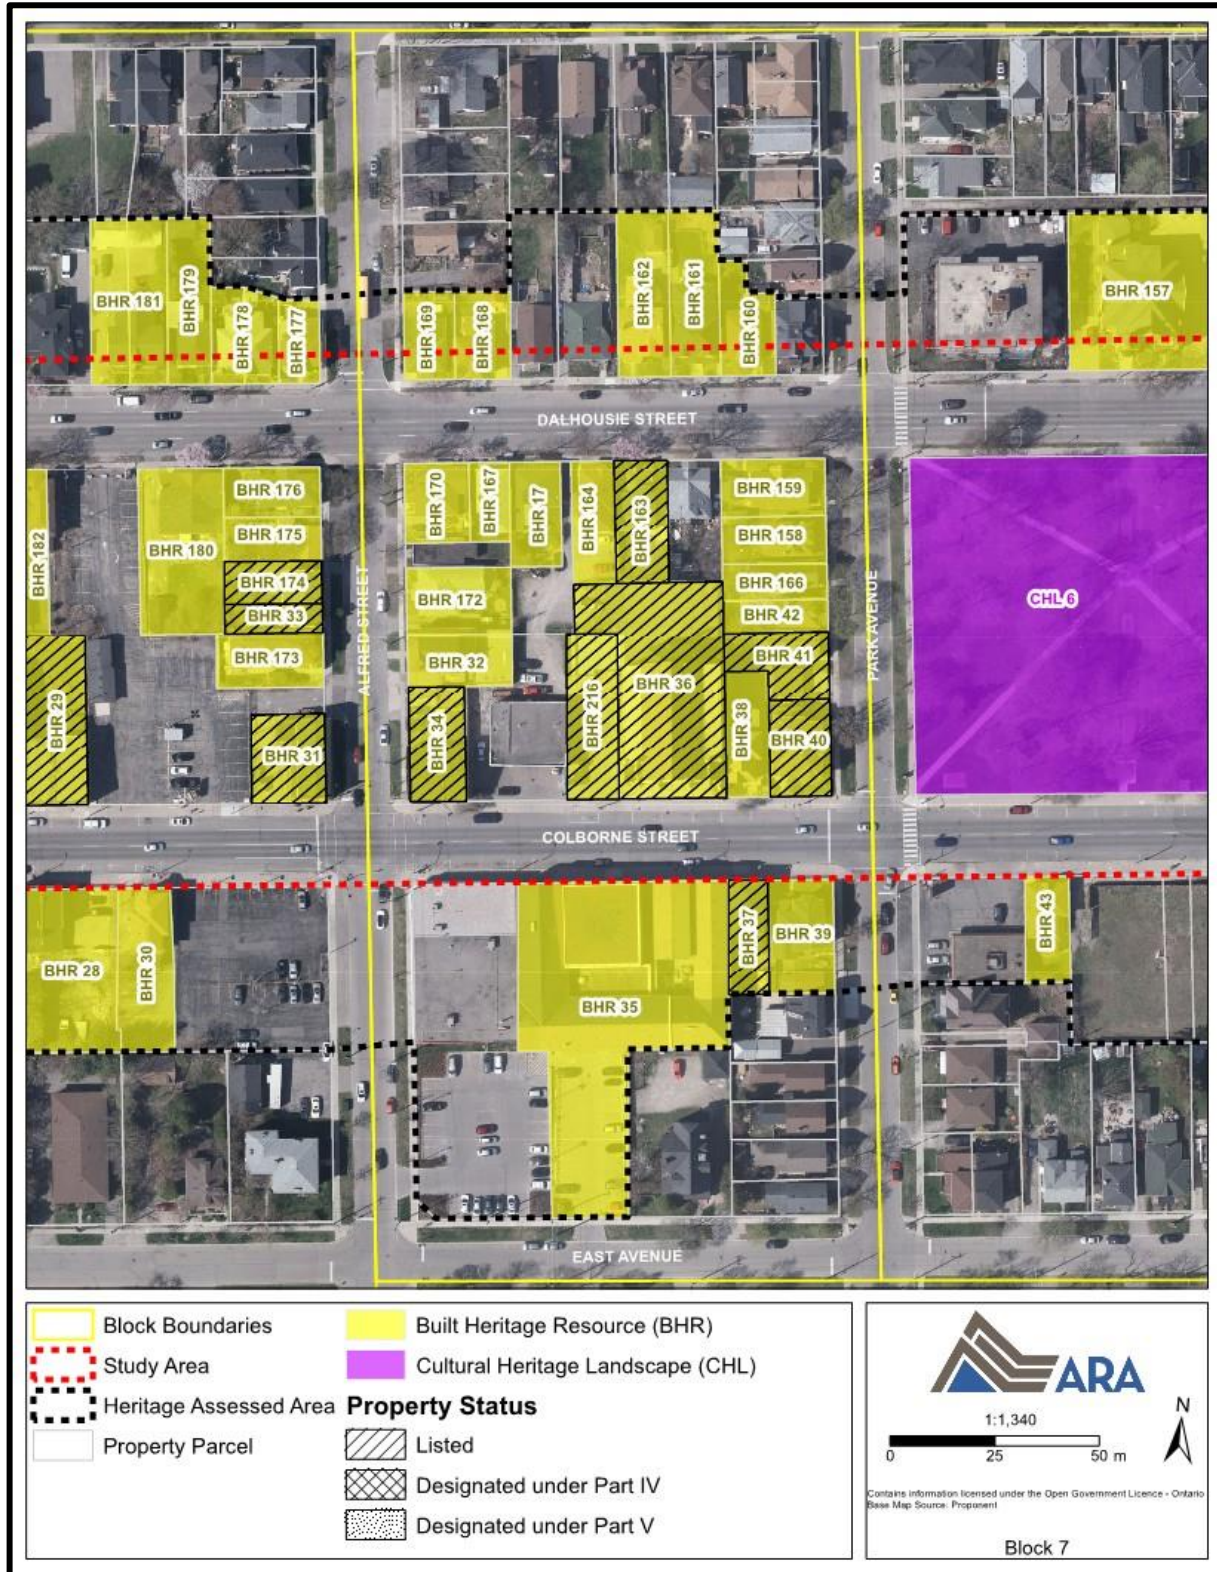 BHR 181
BHR 179
BHR 178
BHR 177
BHR 169
BHR 168
BHR 162
BHR 161
BHR 160
BHR 157
DALHOUSIE STREET
BHR 182
BHR 180
BHR 176
BHR 175
BHR 174
BHR 33
BHR 173
BHR 29
BHR 31
ALFRED STREET
BHR 170
BHR 167
BHR 17
BHR 164
BHR 163
BHR 159
BHR 158
BHR 166
BHR 42
BHR 172
BHR 32
BHR 34
BHR 216
BHR 36
BHR 41
BHR 38
BHR 40
PARK AVENUE
CHL 6
COLBORNE STREET
BHR 28
BHR 30
BHR 35
BHR 37
BHR 39
BHR 43
EAST AVENUE
Block Boundaries
Study Area
Heritage Assessed Area
Property Parcel
Built Heritage Resource (BHR)
Cultural Heritage Landscape (CHL)
Property Status
Listed
Designated under Part IV
Designated under Part V
ARA
N
1:1,340
0 25 50 m
Contains information licensed under the Open Government Licence - Ontario
Base Map Source: Proponent
Block 7